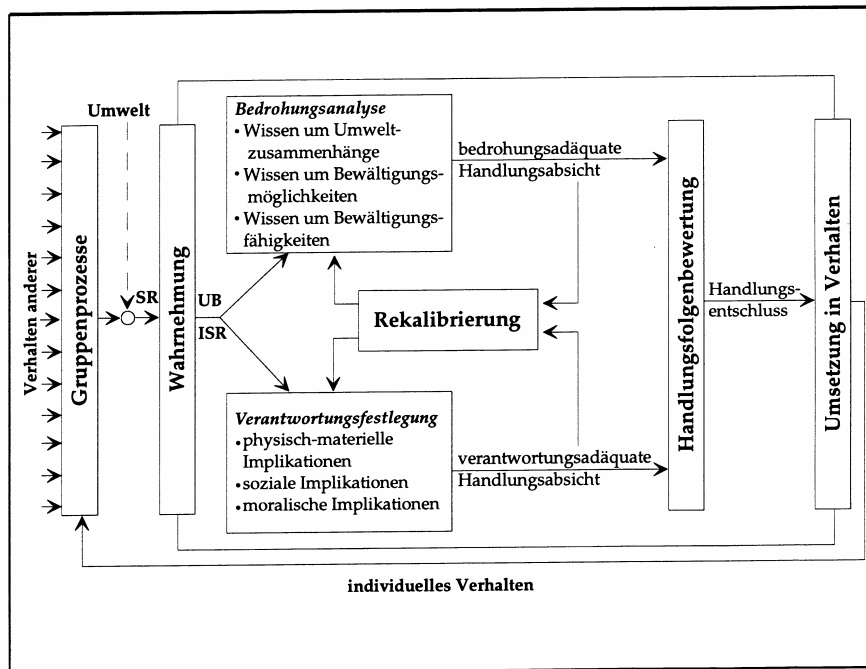 Umwelt
Verhalten anderer
Gruppenprozesse
SR
Wahrnehmung
UB
ISR
Bedrohungsanalyse
• Wissen um Umwelt-
zusammenhänge
• Wissen um Bewältigungs-
möglichkeiten
• Wissen um Bewältigungs-
fähigkeiten
bedrohungsadäquate
Handlungsabsicht
Rekalibrierung
Verantwortungsfestlegung
• physisch-materielle
Implikationen
• soziale Implikationen
• moralische Implikationen
verantwortungsadäquate
Handlungsabsicht
Handlungsfolgenbewertung
Handlungs-
entschluss
Umsetzung in Verhalten
individuelles Verhalten